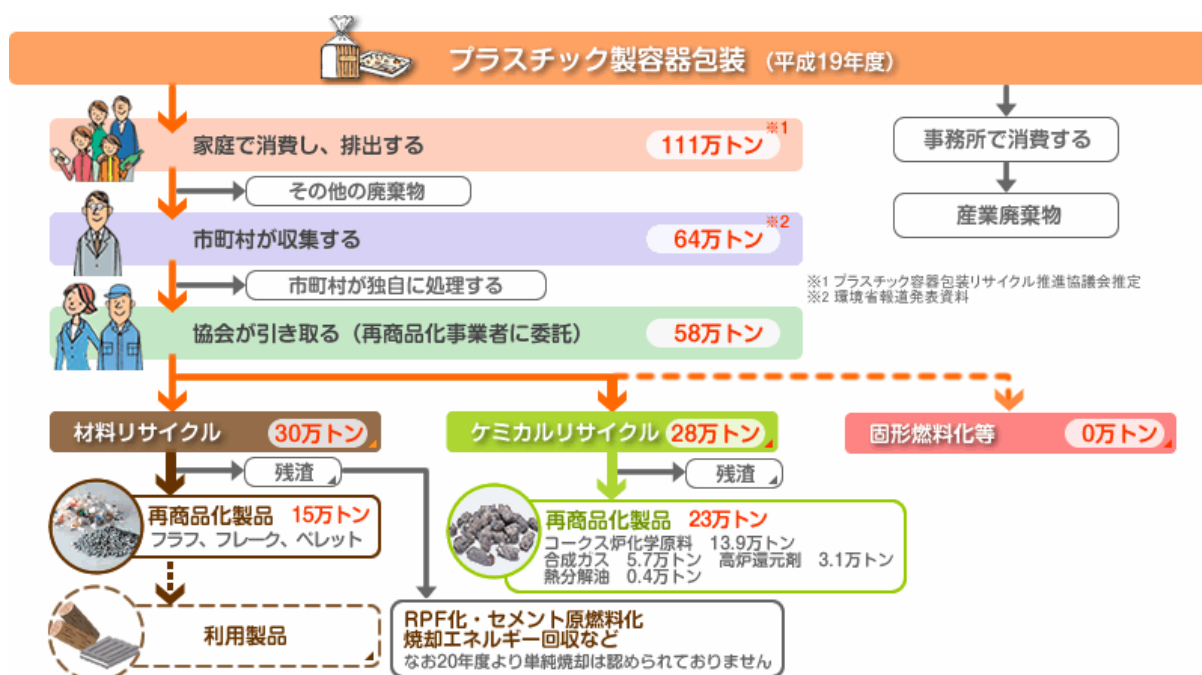 プラスチック製容器包装 (平成19年度)
家庭で消費し、排出する 111万トン ※1
事務所で消費する
その他の廃棄物
産業廃棄物
市町村が収集する 64万トン ※2
市町村が独自に処理する
※1 プラスチック容器包装リサイクル推進協議会推定
※2 環境省報道発表資料
協会が引き取る(再商品化事業者に委託) 58万トン
材料リサイクル 30万トン
ケミカルリサイクル 28万トン
固形燃料化等 0万トン
残渣
残渣
再商品化製品 15万トン
フラフ、フレーク、ペレット
再商品化製品 23万トン
コークス炉化学原料 13.9万トン
合成ガス 5.7万トン 高炉還元剤 3.1万トン
熱分解油 0.4万トン
利用製品
RPF化・セメント原燃料化
焼却エネルギー回収など
なお20年度より単純焼却は認められておりません